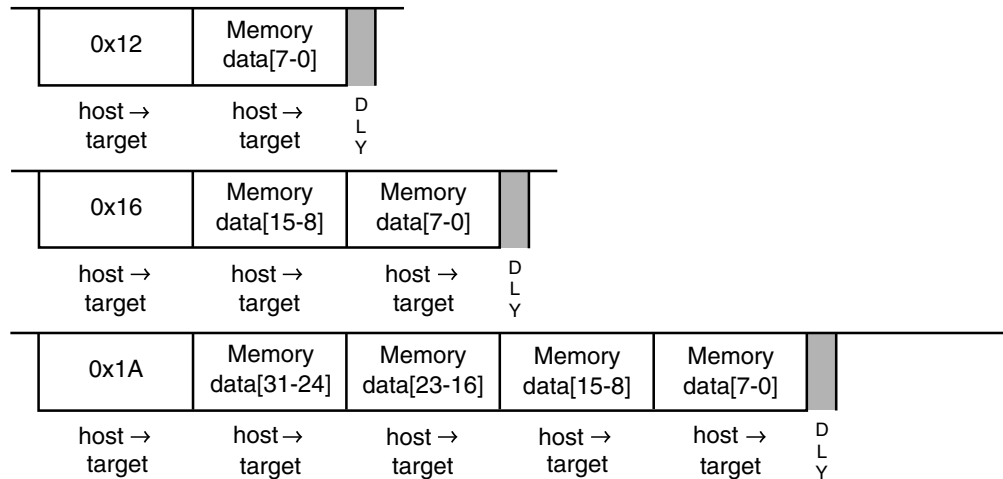 0x12
Memory
data[7-0]
host →
target
host →
target
D
L
Y
0x16
Memory
data[15-8]
Memory
data[7-0]
host →
target
host →
target
host →
target
D
L
Y
0x1A
Memory
data[31-24]
Memory
data[23-16]
Memory
data[15-8]
Memory
data[7-0]
host →
target
host →
target
host →
target
host →
target
host →
target
D
L
Y